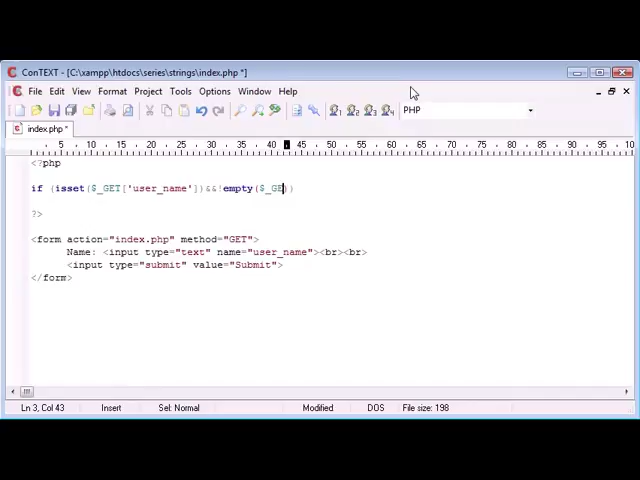 ConTEXT - [C:\xampp\htdocs\series\strings\index.php *]
File Edit View Format Project Tools Options Window Help
PHP
index.php *
5 10 15 20 25 30 35 40 45 50 55 60 65 70 75 80 85 90 95 100
<?php
if (isset($_GET['user_name'])&&!empty($_GE))
?>
<form action="index.php" method="GET">
Name: <input type="text" name="user_name"><br><br>
<input type="submit" value="Submit">
</form>
Ln 3, Col 43 Insert Sel: Normal Modified DOS File size: 198